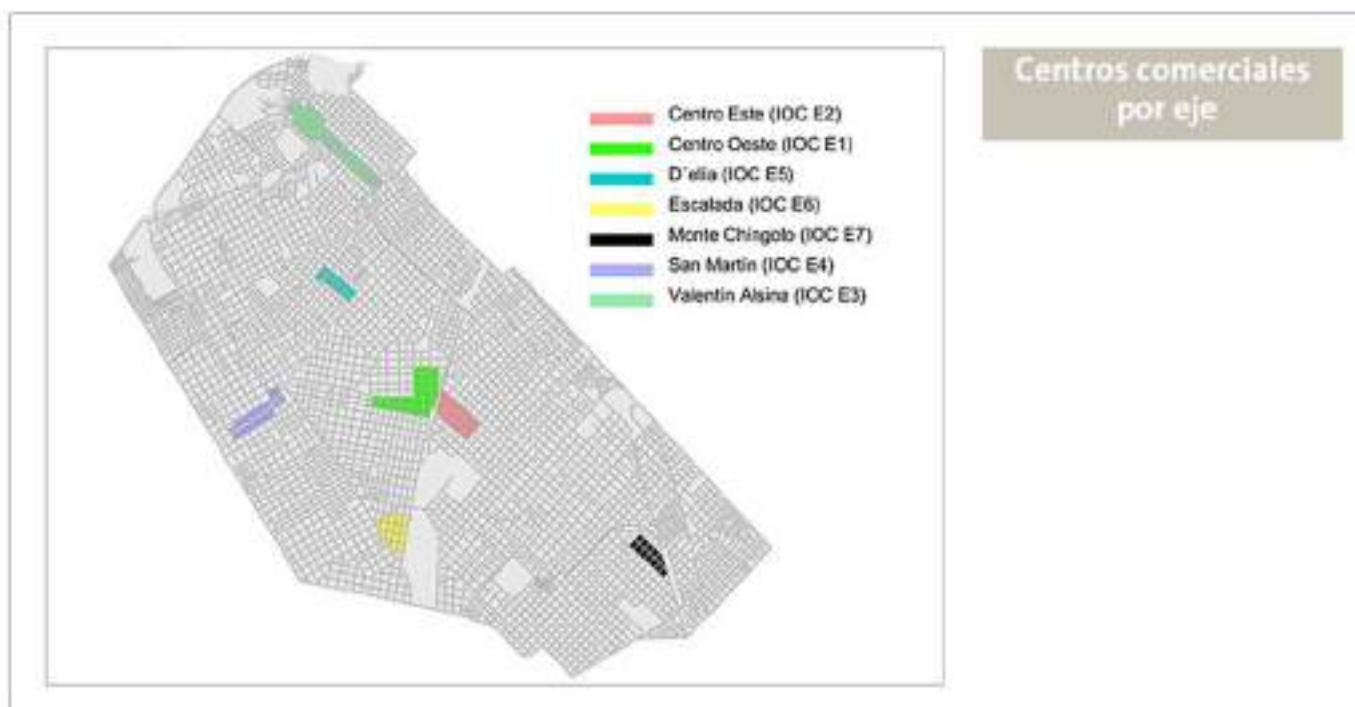 Centros comerciales
por eje
Centro Este (IOC E2)
Centro Oeste (IOC E1)
D´elia (IOC E5)
Escalada (IOC E6)
Monte Chingolo (IOC E7)
San Martín (IOC E4)
Valentín Alsina (IOC E3)